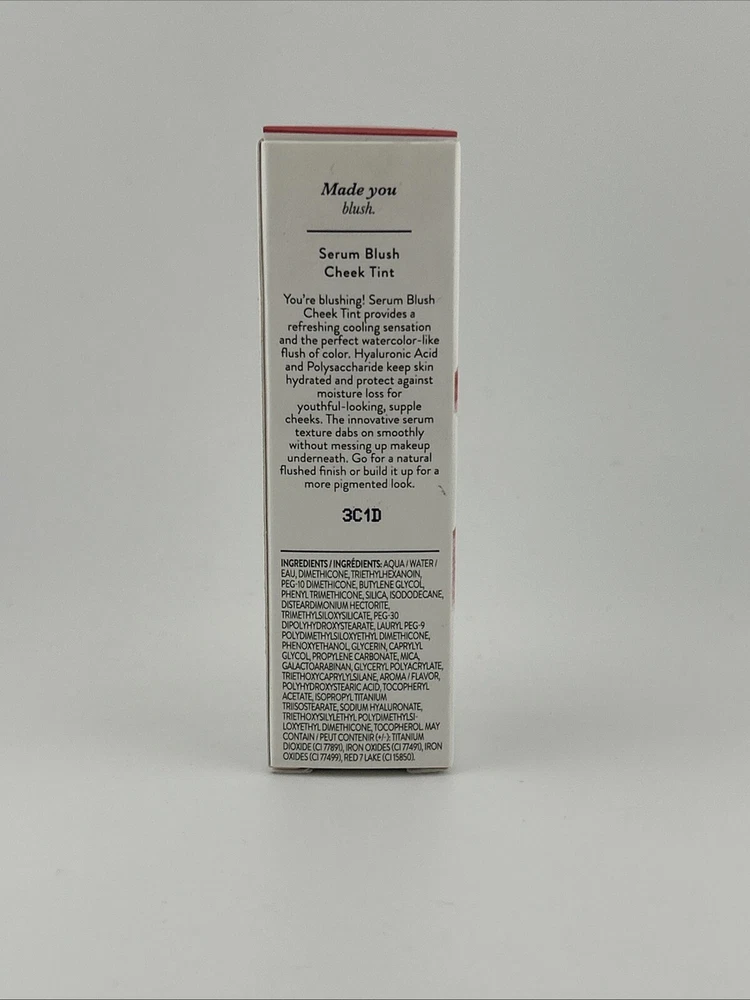 Made you
blush.
Serum Blush
Cheek Tint
You're blushing! Serum Blush
Cheek Tint provides a
refreshing cooling sensation
and the perfect watercolor-like
flush of color. Hyaluronic Acid
and Polysaccharide keep skin
hydrated and protect against
moisture loss for
youthful-looking, supple
cheeks. The innovative serum
texture dabs on smoothly
without messing up makeup
underneath. Go for a natural
flushed finish or build it up for a
more pigmented look.
3C1D
INGREDIENTS / INGRÉDIENTS: AQUA / WATER /
EAU, DIMETHICONE, TRIETHYLHEXANOIN,
PEG-10 DIMETHICONE, BUTYLENE GLYCOL,
PHENYL TRIMETHICONE, SILICA, ISODODECANE,
DISTEARDIMONIUM HECTORITE,
TRIMETHYLSILOXYSILICATE, PEG-30
DIPOLYHYDROXYSTEARATE, LAURYL PEG-9
POLYDIMETHYLSILOXYETHYL DIMETHICONE,
PHENOXYETHANOL, GLYCERIN, CAPRYLYL
GLYCOL, PROPYLENE CARBONATE, MICA,
GALACTOARABINAN, GLYCERYL POLYACRYLATE,
TRIETHOXYCAPRYLYLSILANE, AROMA / FLAVOR,
POLYHYDROXYSTEARIC ACID, TOCOPHERYL
ACETATE, ISOPROPYL TITANIUM
TRIISOSTEARATE, SODIUM HYALURONATE,
TRIETHOXYSILYLETHYL POLYDIMETHYLSI-
LOXYETHYL DIMETHICONE, TOCOPHEROL. MAY
CONTAIN / PEUT CONTENIR (+/-): TITANIUM
DIOXIDE (CI 77891), IRON OXIDES (CI 77491), IRON
OXIDES (CI 77499), RED 7 LAKE (CI 15850).